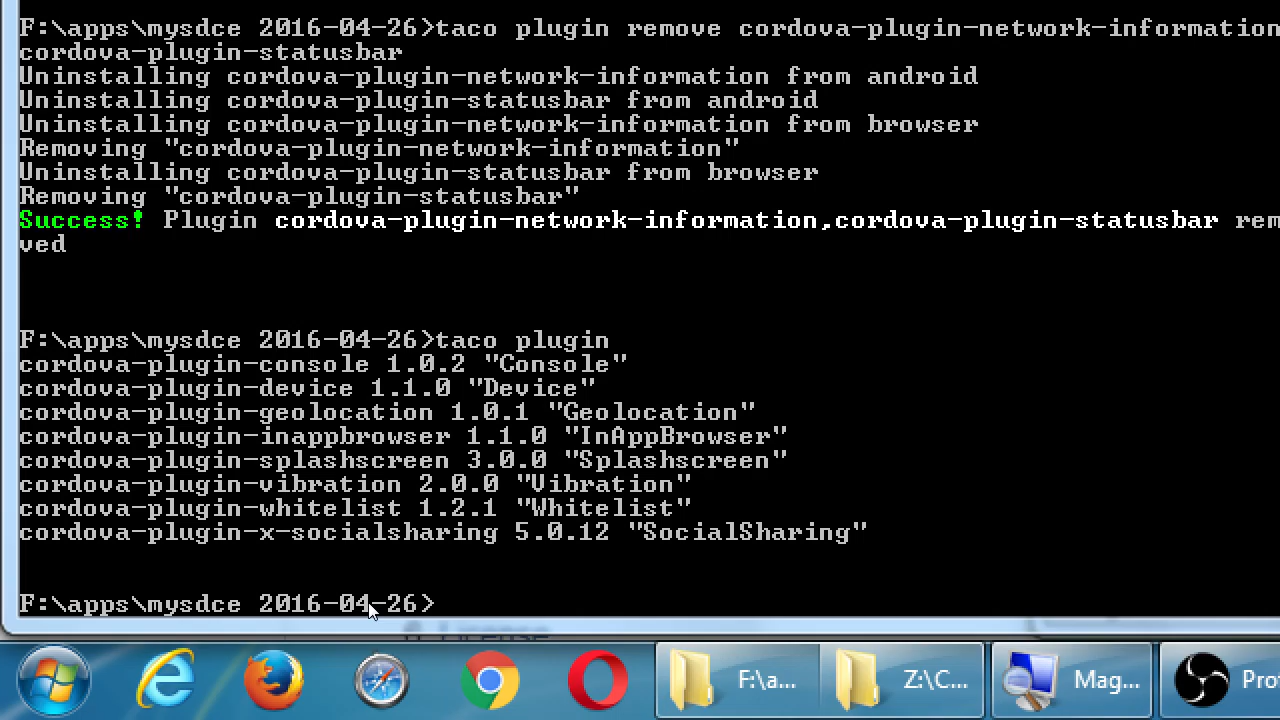 F:\apps\mysdce 2016-04-26>taco plugin remove cordova-plugin-network-information
cordova-plugin-statusbar
Uninstalling cordova-plugin-network-information from android
Uninstalling cordova-plugin-statusbar from android
Uninstalling cordova-plugin-network-information from browser
Removing "cordova-plugin-network-information"
Uninstalling cordova-plugin-statusbar from browser
Removing "cordova-plugin-statusbar"
Success! Plugin cordova-plugin-network-information,cordova-plugin-statusbar rem
ved
F:\apps\mysdce 2016-04-26>taco plugin
cordova-plugin-console 1.0.2 "Console"
cordova-plugin-device 1.1.0 "Device"
cordova-plugin-geolocation 1.0.1 "Geolocation"
cordova-plugin-inappbrowser 1.1.0 "InAppBrowser"
cordova-plugin-splashscreen 3.0.0 "Splashscreen"
cordova-plugin-vibration 2.0.0 "Vibration"
cordova-plugin-whitelist 1.2.1 "Whitelist"
cordova-plugin-x-socialsharing 5.0.12 "SocialSharing"
F:\apps\mysdce 2016-04-26>
License
F:\a... Z:\C... Mag... Pro